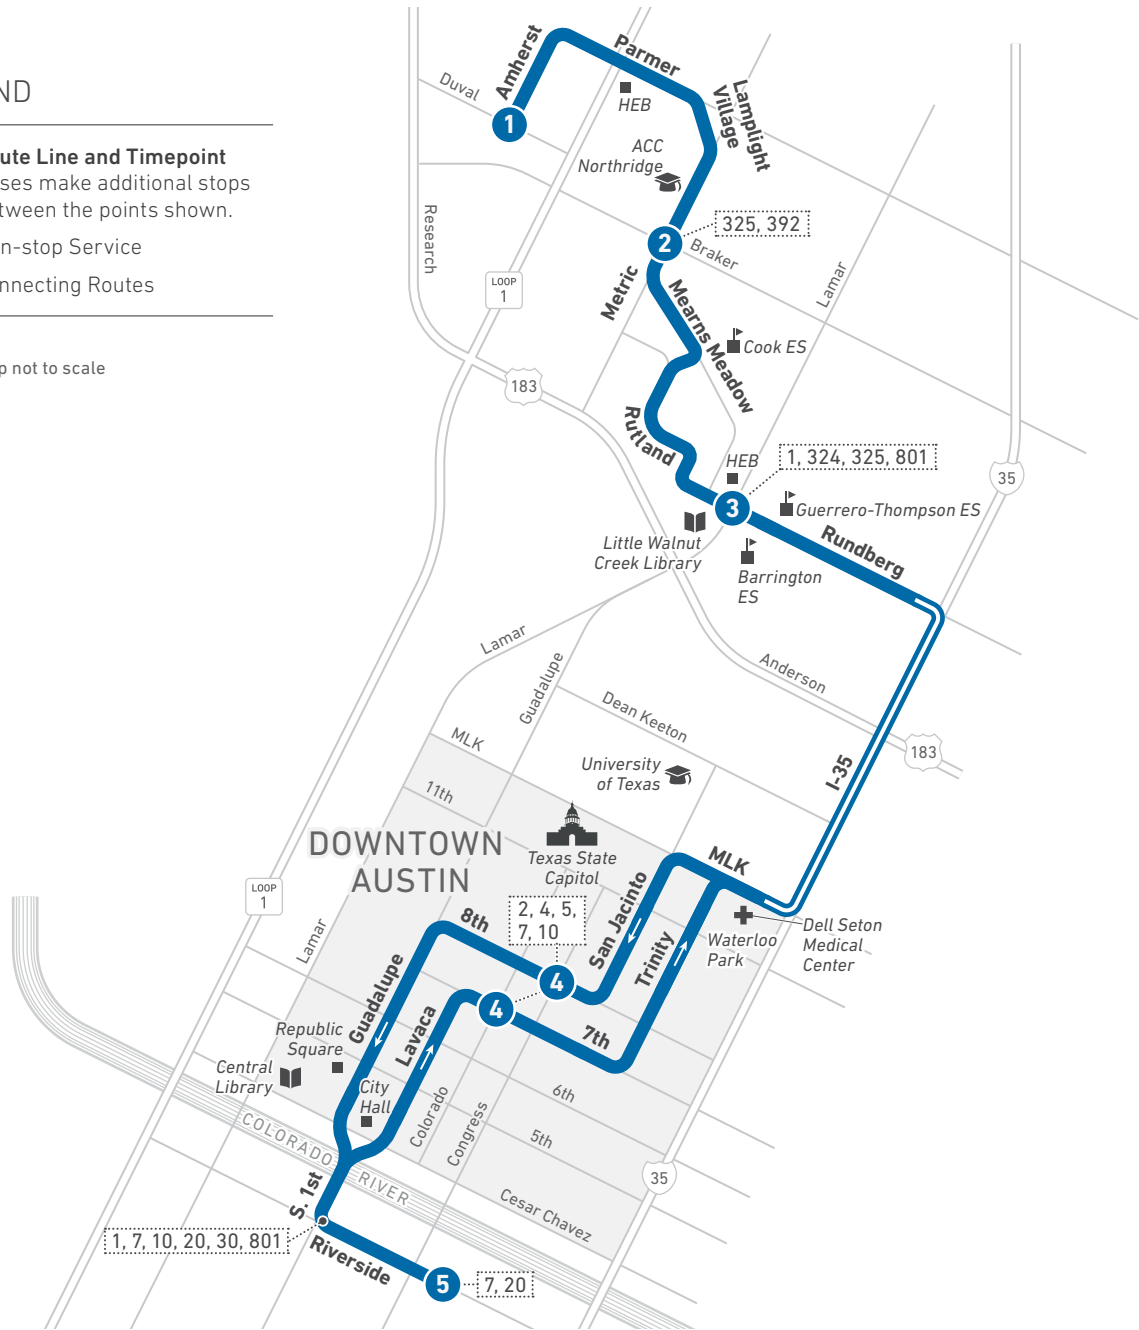 ND
ute Line and Timepoint
ses make additional stops
tween the points shown.
n-stop Service
nnecting Routes
p not to scale
Amherst
Parmer
Duval
1
HEB
Lamplight
Village
ACC
Northridge
2
325, 392
Braker
Research
LOOP
1
Metric
Mearns Meadow
Lamar
Cook ES
183
Rutland
HEB
1, 324, 325, 801
35
3
Guerrero-Thompson ES
Little Walnut
Creek Library
Rundberg
Barrington
ES
Lamar
Guadalupe
Anderson
Dean Keeton
MLK
183
University
of Texas
I-35
11th
DOWNTOWN
AUSTIN
Texas State
Capitol
MLK
LOOP
1
2, 4, 5,
7, 10
8th
San Jacinto
Trinity
Waterloo
Park
Dell Seton
Medical
Center
Lamar
Guadalupe
4
4
Lavaca
7th
Republic
Square
Central
Library
City
Hall
Colorado
Congress
6th
5th
COLORADO RIVER
S. 1st
Cesar Chavez
35
1, 7, 10, 20, 30, 801
Riverside
5
7, 20